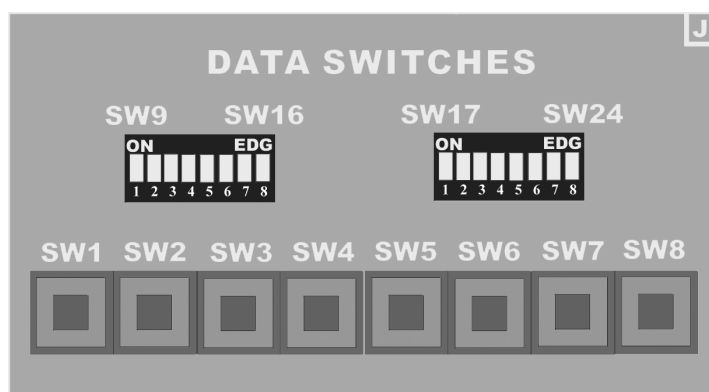 J
DATA SWITCHES
SW9 SW16 SW17 SW24
ON EDG ON EDG
1 2 3 4 5 6 7 8 1 2 3 4 5 6 7 8
SW1 SW2 SW3 SW4 SW5 SW6 SW7 SW8